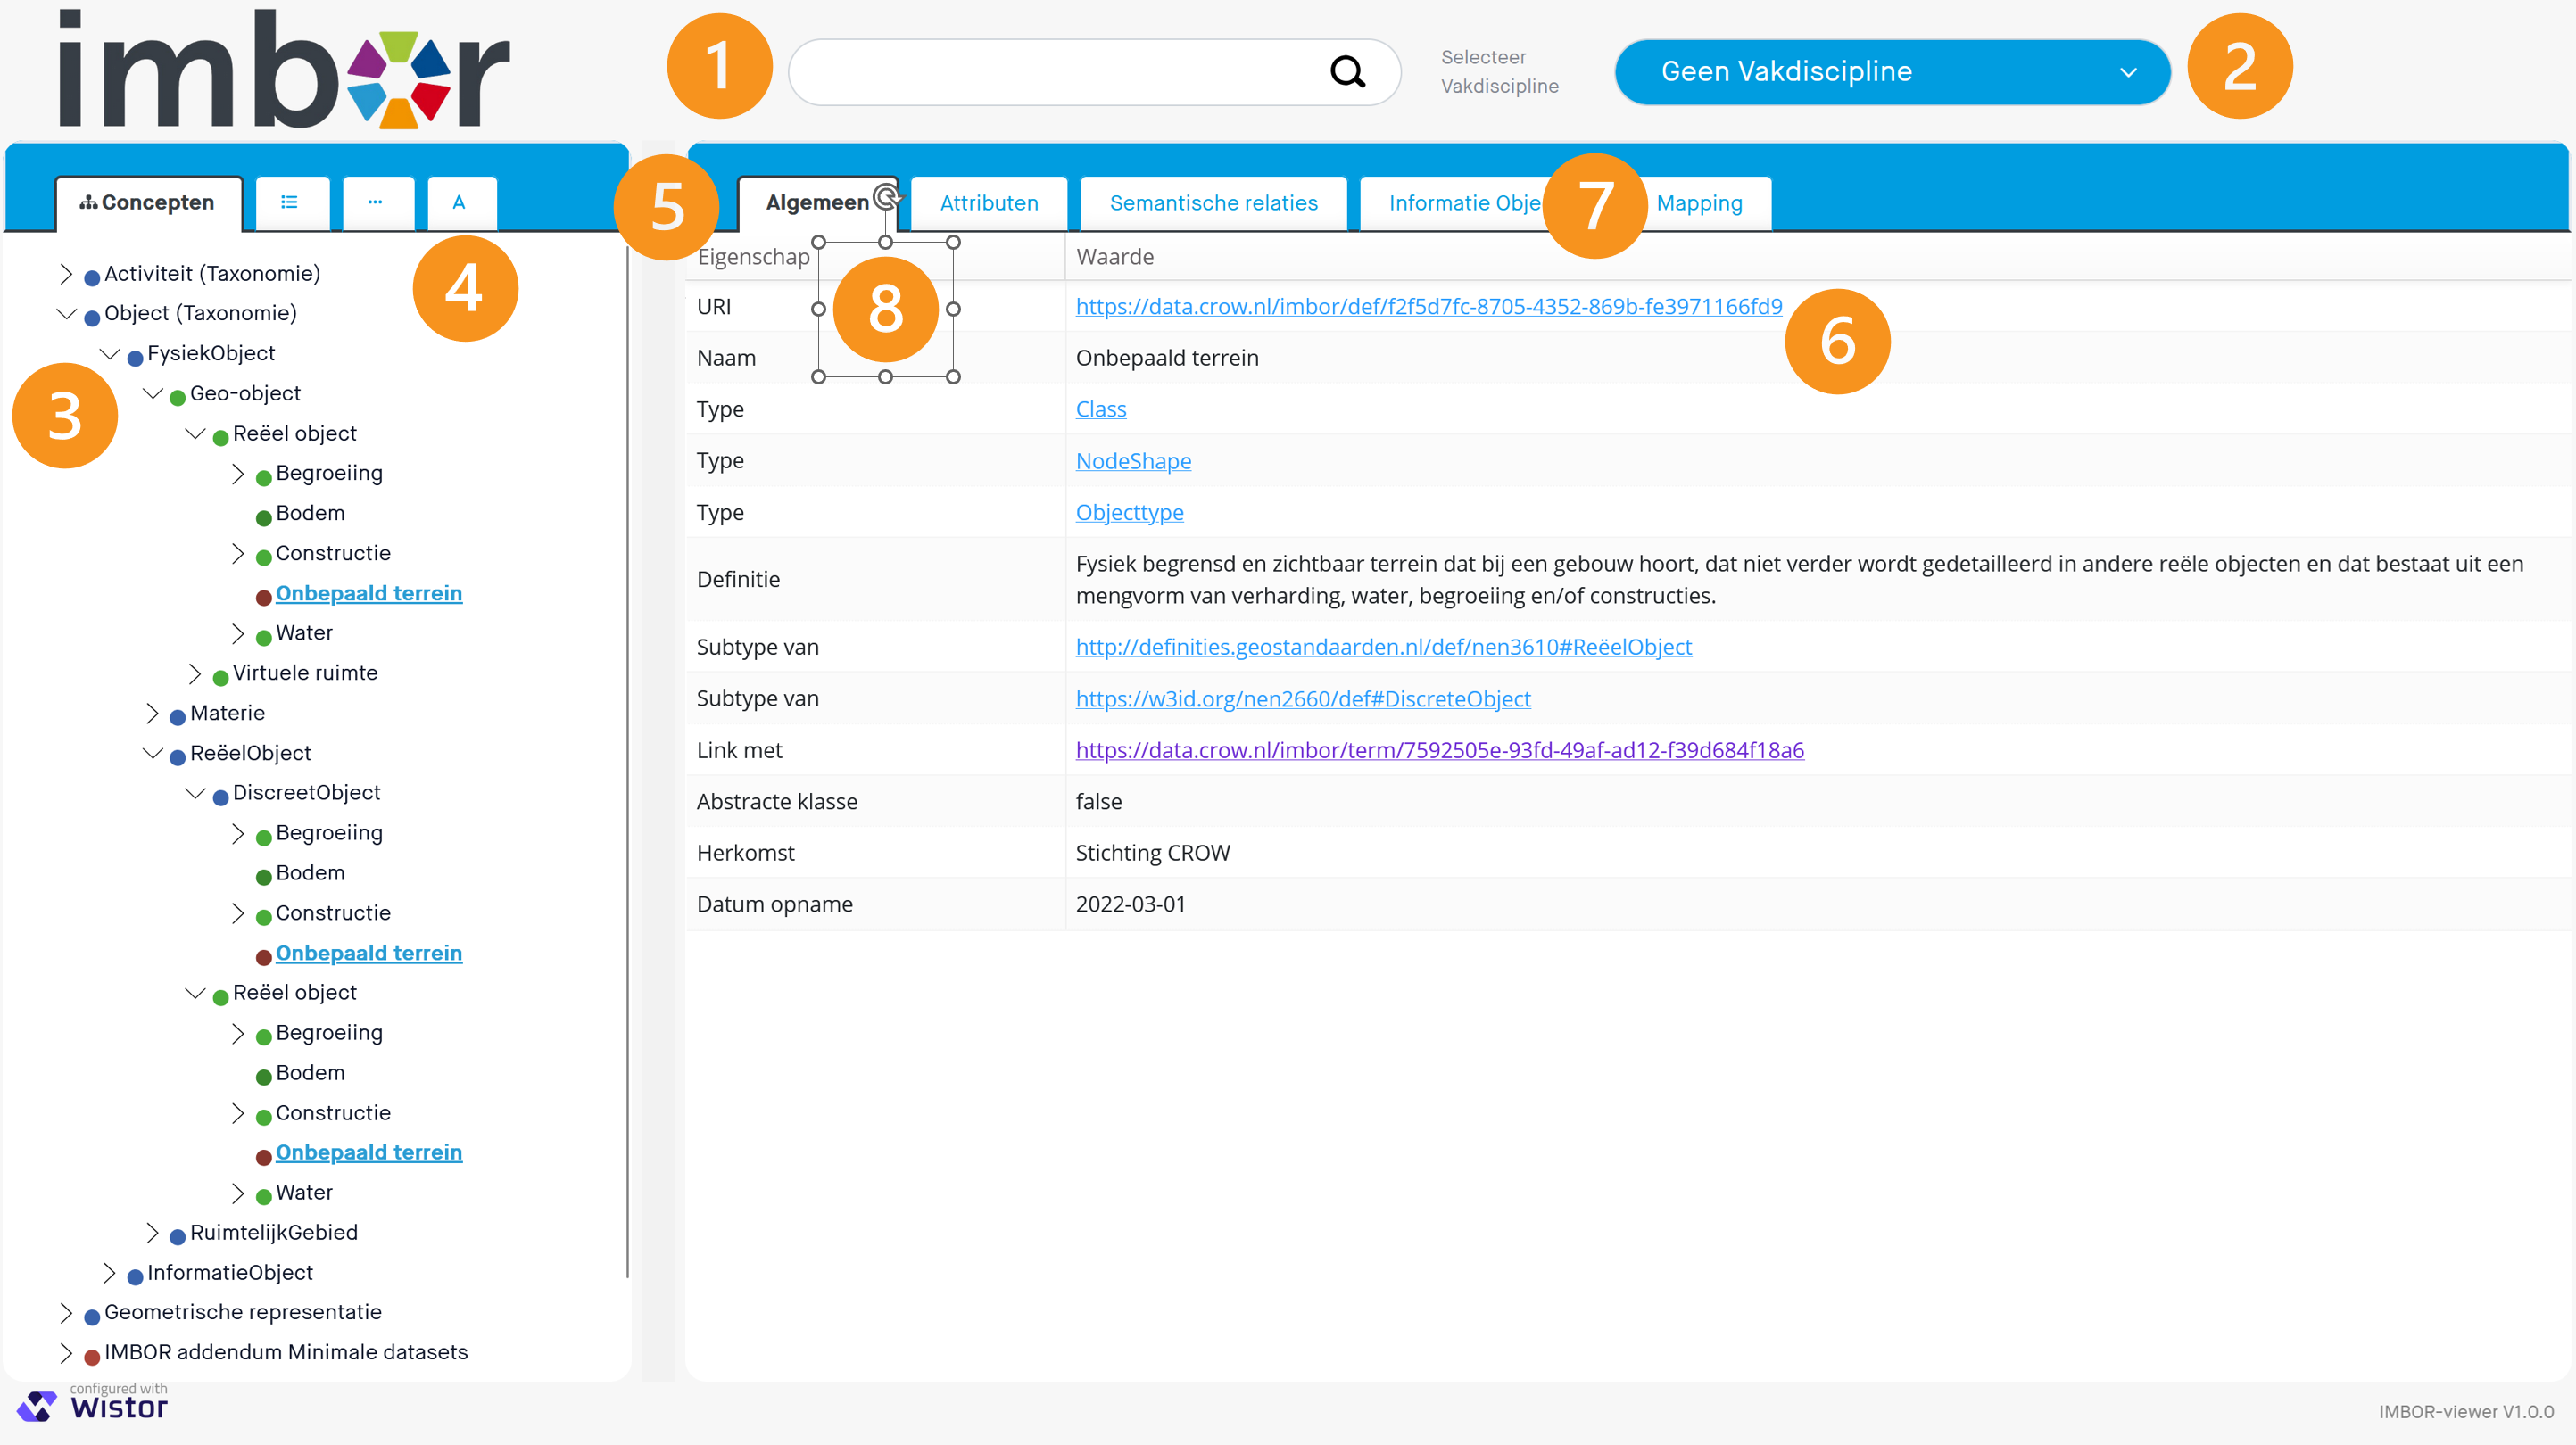 imbor
1
Selecteer
Vakdiscipline
Geen Vakdiscipline
2
Concepten
A
5
Algemeen
Attributen
Semantische relaties
Informatie Obje
7
Mapping
4
3
Activiteit (Taxonomie)
Object (Taxonomie)
FysiekObject
Geo-object
Reëel object
Begroeiing
Bodem
Constructie
Onbepaald terrein
Water
Virtuele ruimte
Materie
ReëelObject
DiscreetObject
Begroeiing
Bodem
Constructie
Onbepaald terrein
Reëel object
Begroeiing
Bodem
Constructie
Onbepaald terrein
Water
RuimtelijkGebied
InformatieObject
Geometrische representatie
IMBOR addendum Minimale datasets
Eigenschap Waarde
8
6
URI https://data.crow.nl/imbor/def/f2f5d7fc-8705-4352-869b-fe3971166fd9
Naam Onbepaald terrein
Type Class
Type NodeShape
Type Objecttype
Definitie Fysiek begrensd en zichtbaar terrein dat bij een gebouw hoort, dat niet verder wordt gedetailleerd in andere reële objecten en dat bestaat uit een
mengvorm van verharding, water, begroeiing en/of constructies.
Subtype van http://definities.geostandaarden.nl/def/nen3610#ReëelObject
Subtype van https://w3id.org/nen2660/def#DiscreteObject
Link met https://data.crow.nl/imbor/term/7592505e-93fd-49af-ad12-f39d684f18a6
Abstracte klasse false
Herkomst Stichting CROW
Datum opname 2022-03-01
configured with
Wistor
IMBOR-viewer V1.0.0